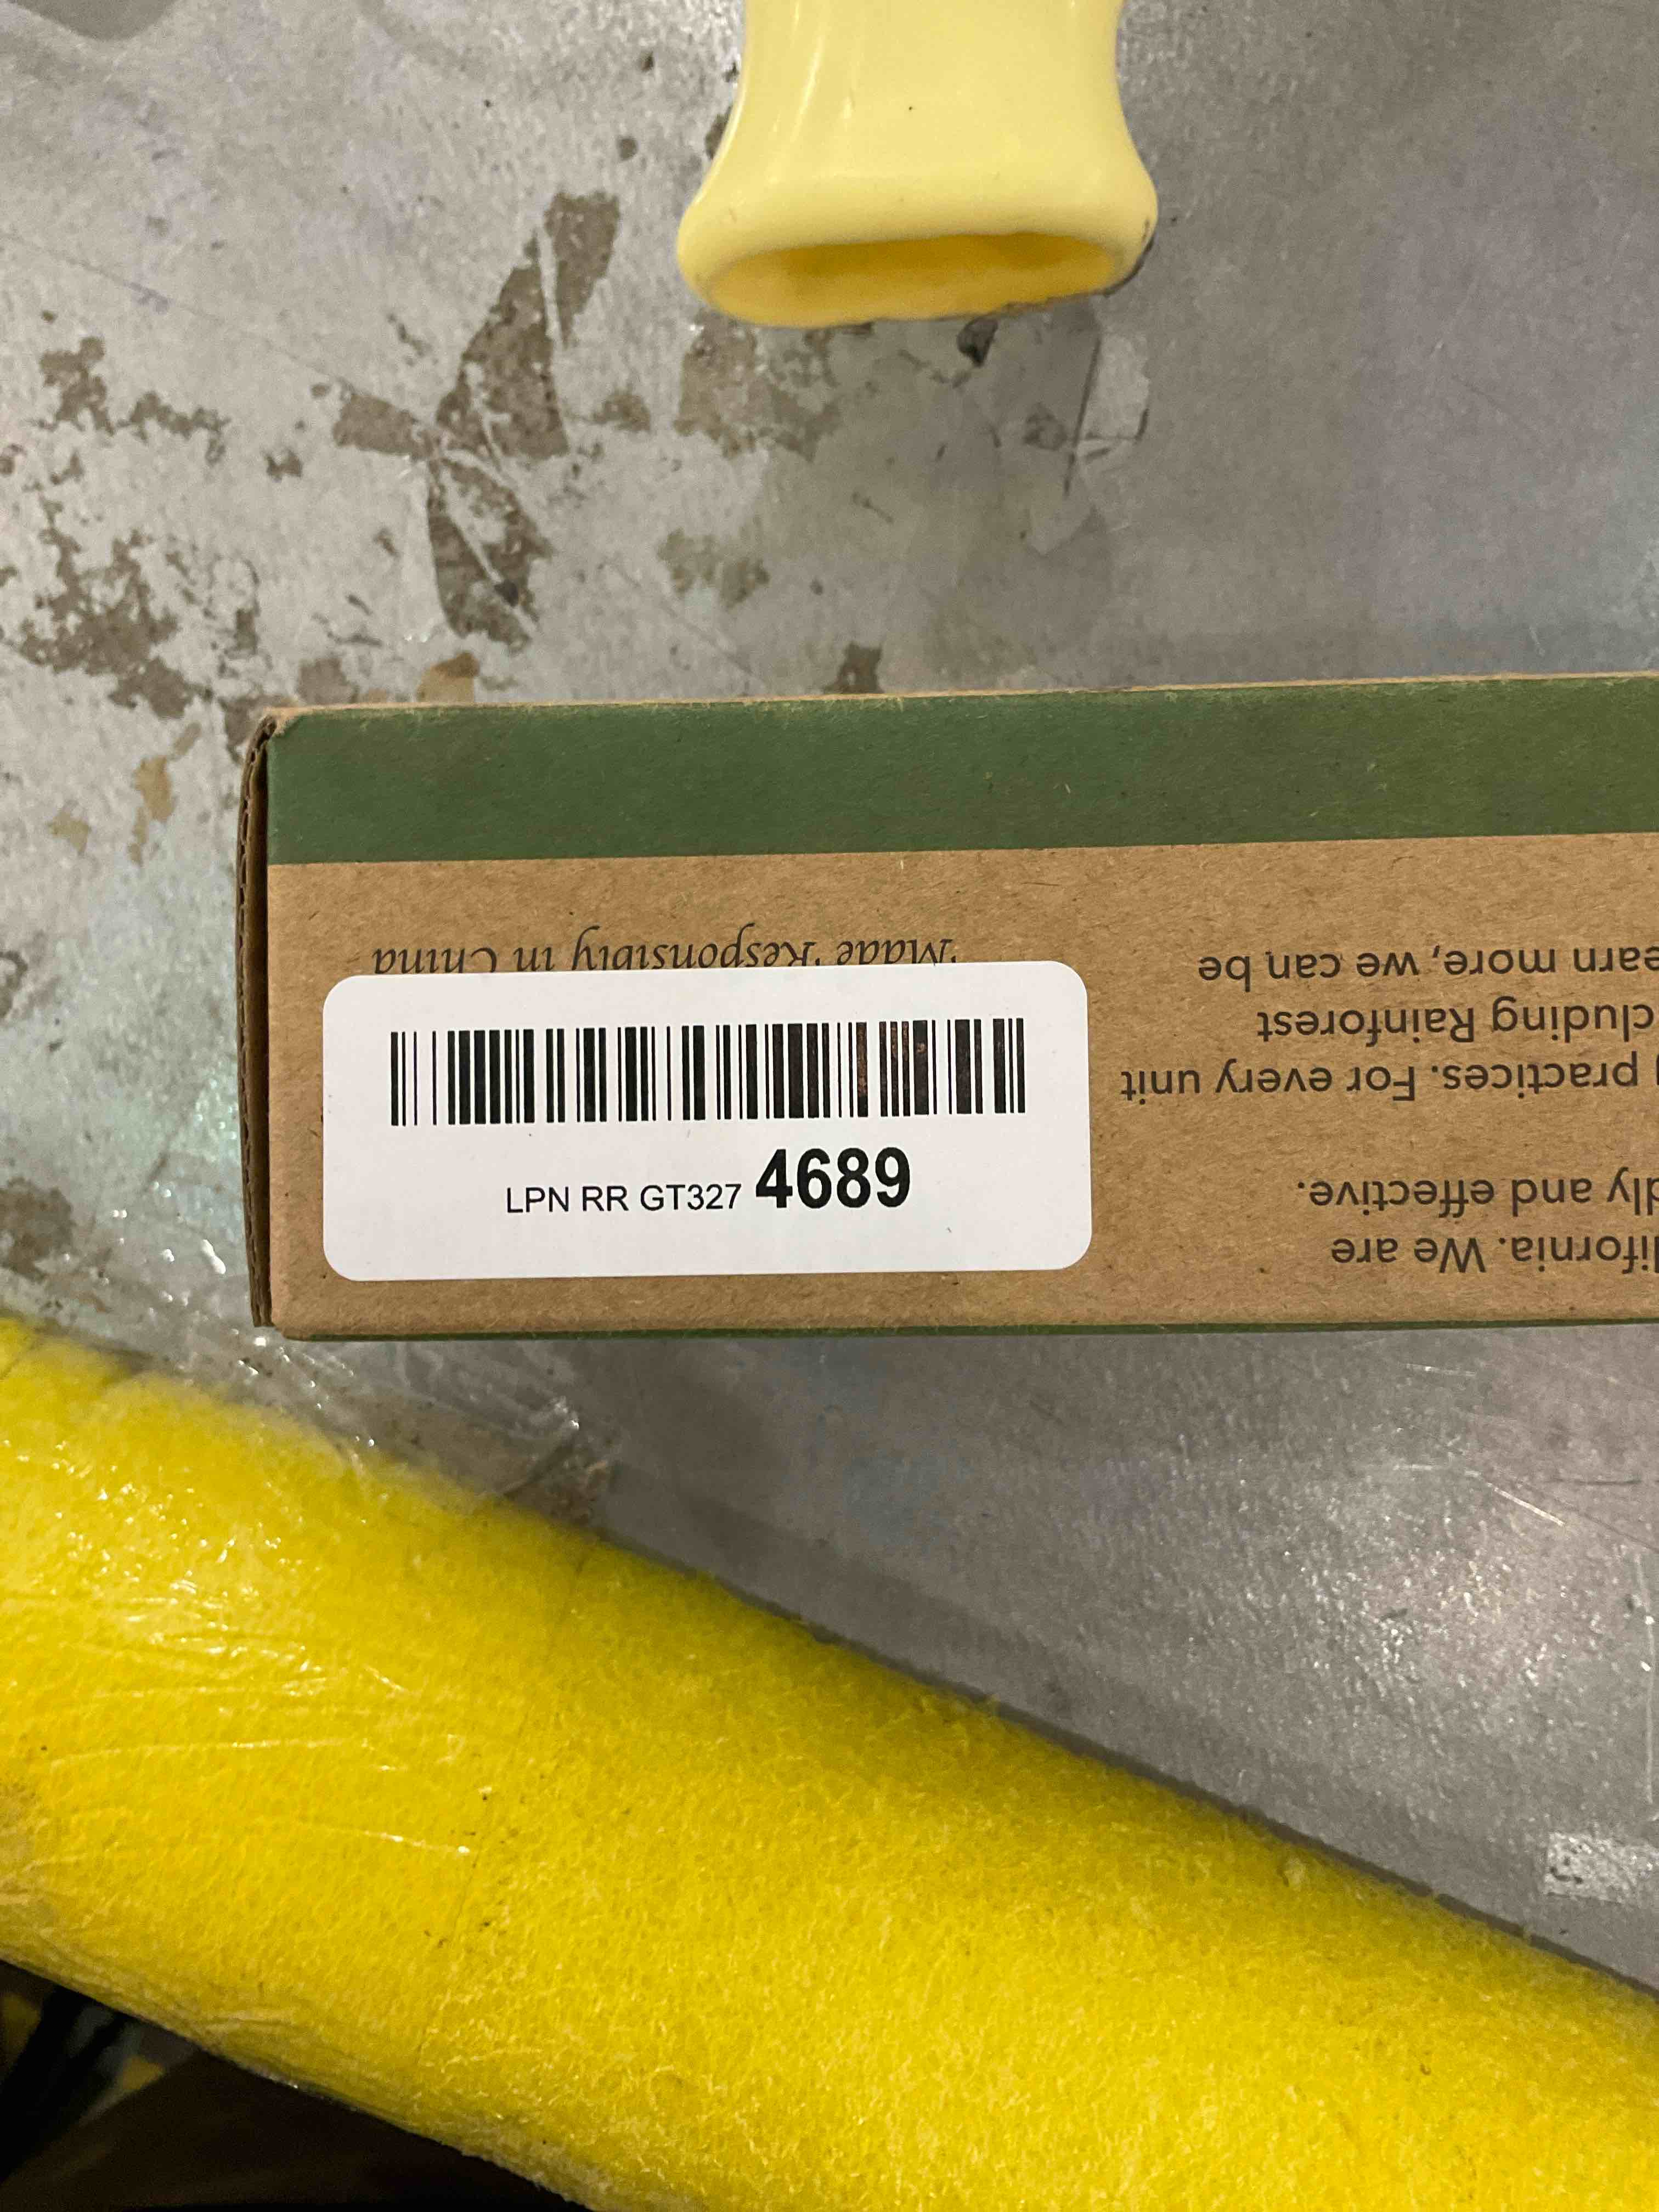 LPN RR GT327 4689
lifornia. We are
dly and effective.
practices. For every unit
cluding Rainforest
earn more, we can be
Made Responsibly in China